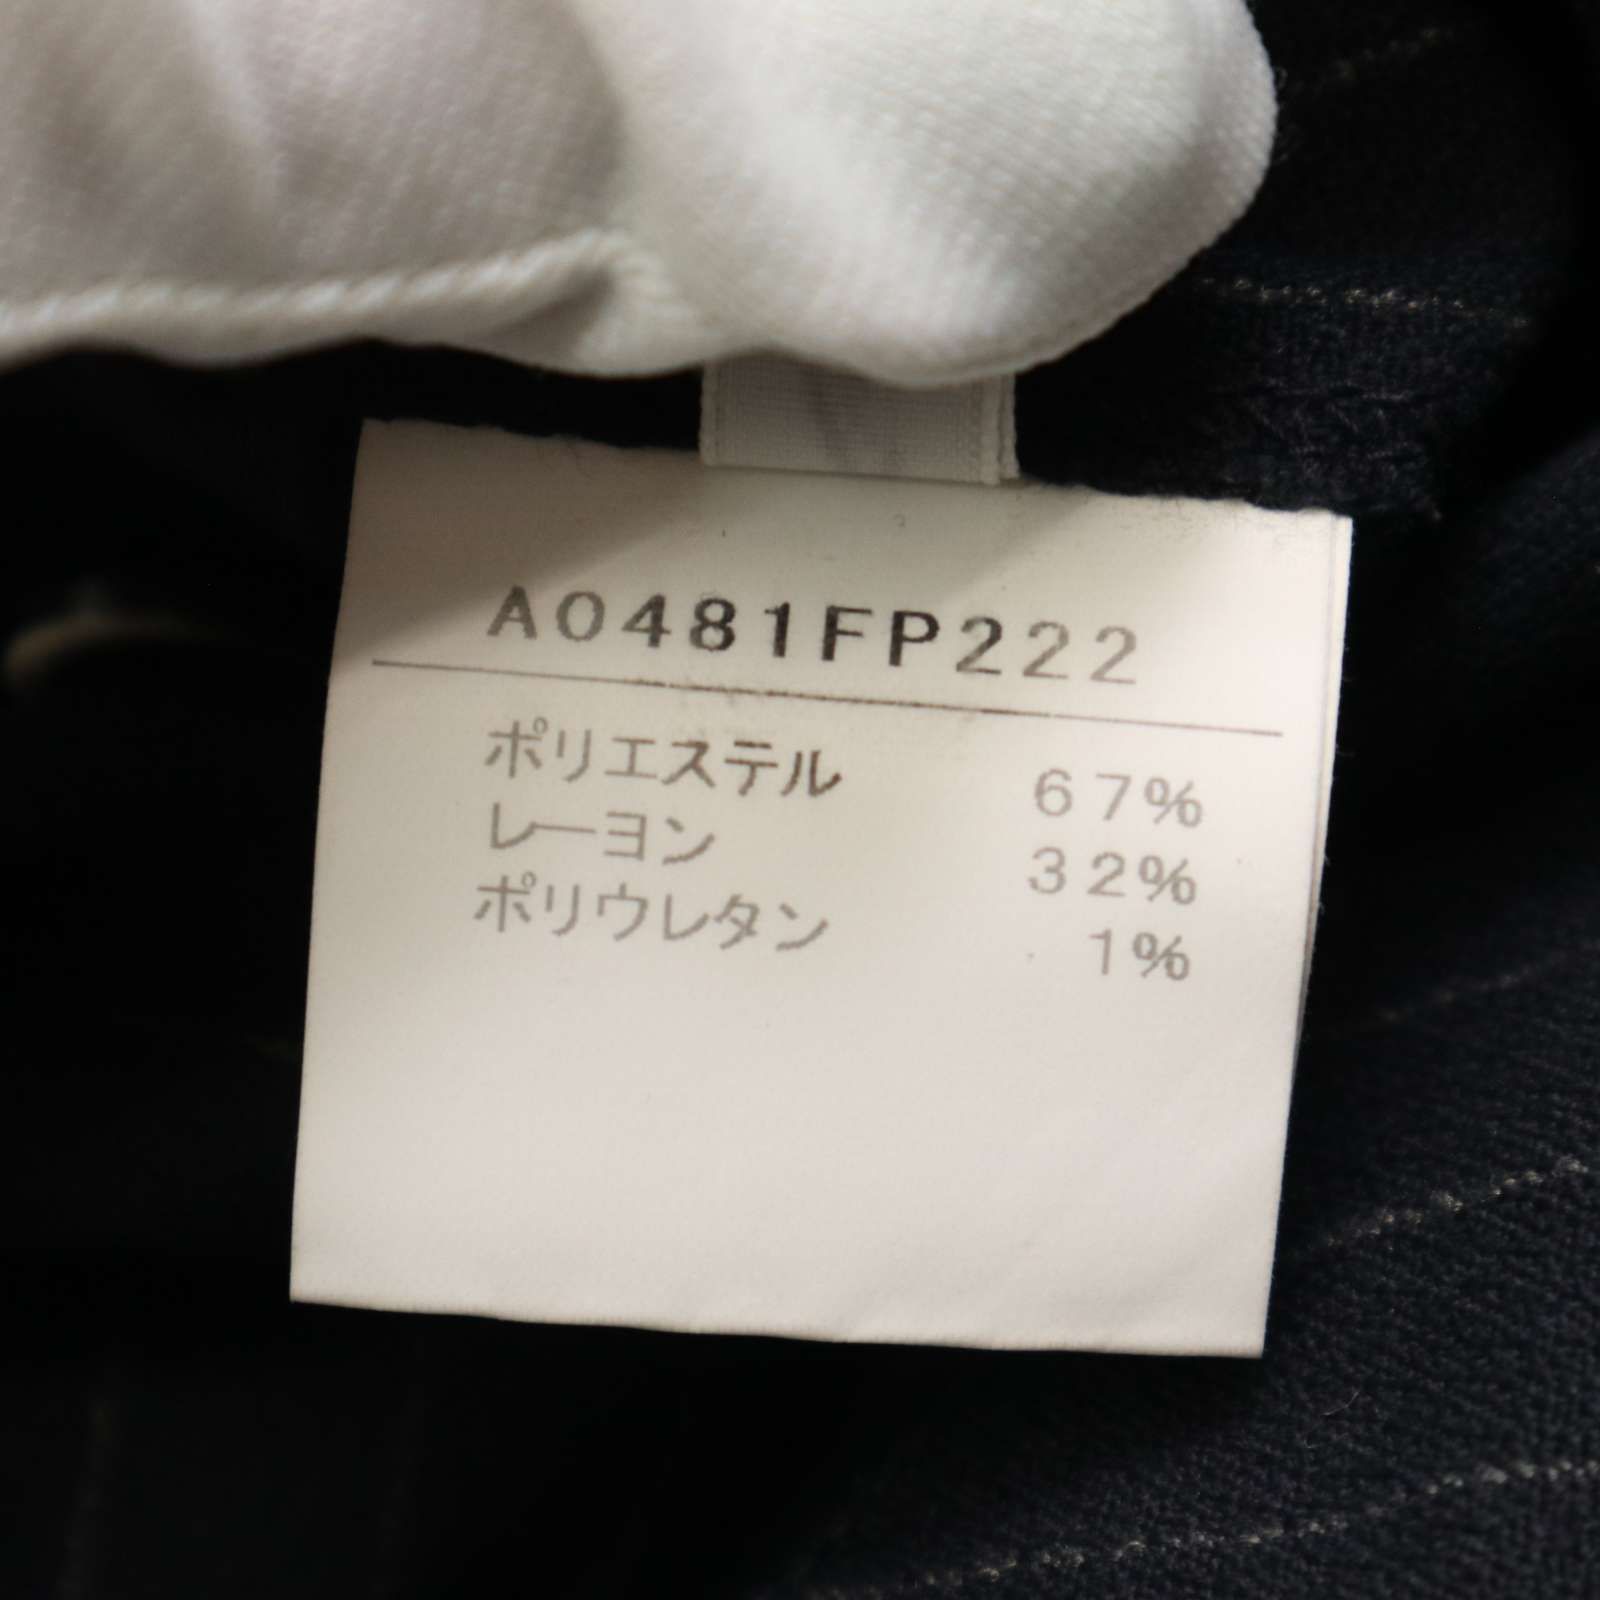 A0481FP222
ポリエステル 67%
レーヨン 32%
ポリウレタン 1%